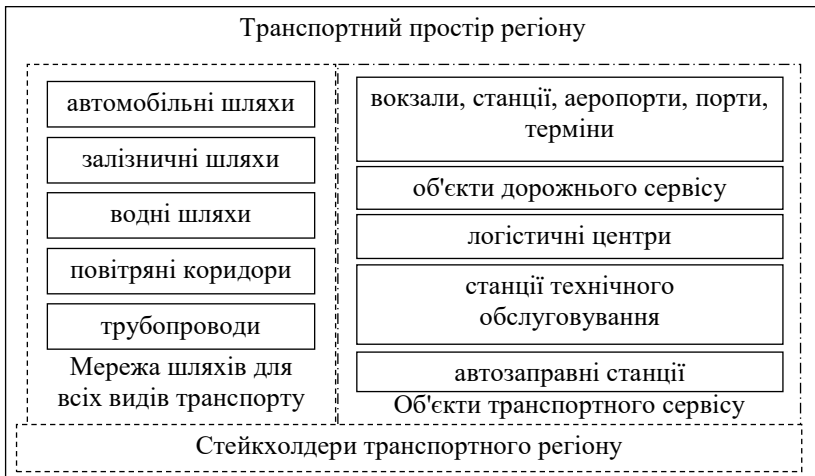 Транспортний простір регіону
автомобільні шляхи
залізничні шляхи
водні шляхи
повітряні коридори
трубопроводи
Мережа шляхів для
всіх видів транспорту
вокзали, станції, аеропорти, порти,
терміни
об'єкти дорожнього сервісу
логістичні центри
станції технічного
обслуговування
автозаправні станції
Об'єкти транспортного сервісу
Стейкхолдери транспортного регіону